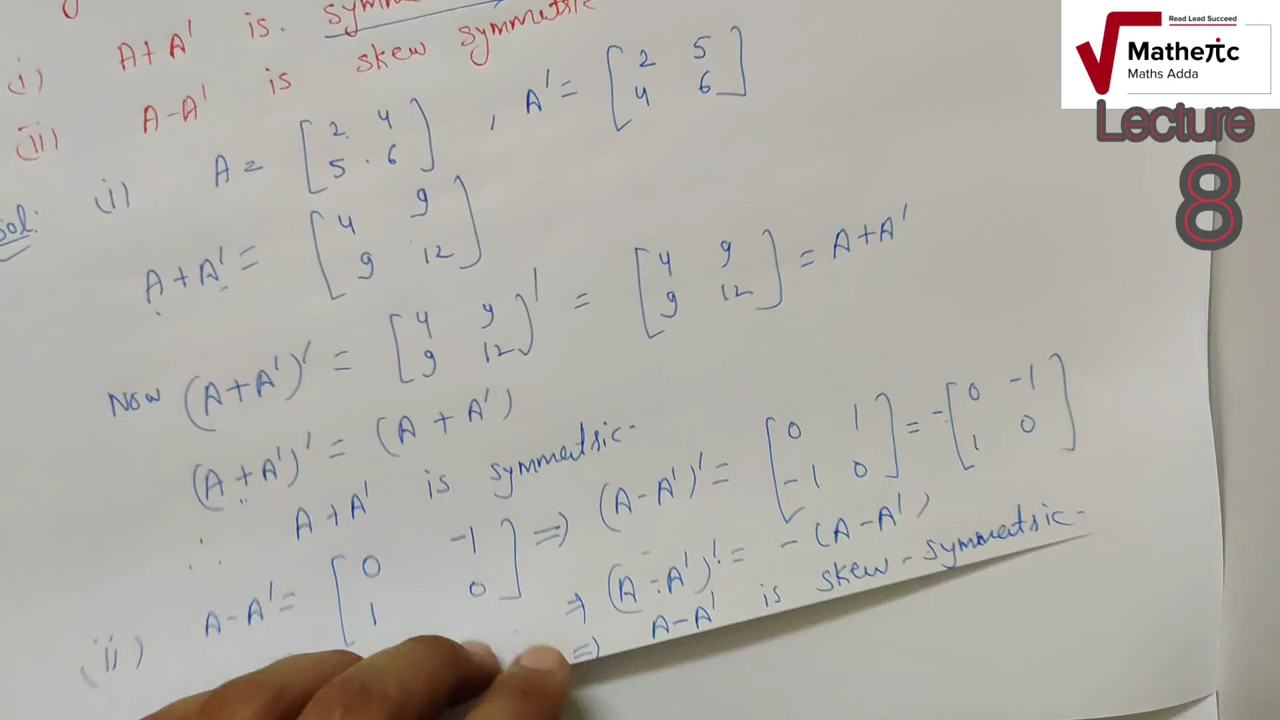 (i) A+A' is. symm
(ii) A-A' is skew symmetric
Sol: (i) A = [2. 4 , A' = [2 5
5 . 6] 4 6]
A+A' = [4 9
9 12]
Now (A+A')' = [4 9 ]' = [4 9 ] = A+A'
9 12 9 12
(A+A')' = (A+A')
∴ A+A' is symmetric.
(ii) A-A' = [0 -1 ] ⇒ (A-A')' = [0 1 ] = -[0 -1 ]
1 0 -1 0 1 0
⇒ (A-A')' = -(A-A')
⇒ A-A' is skew-symmetric.
Read Lead Succeed
Matheπc
Maths Adda
Lecture
8